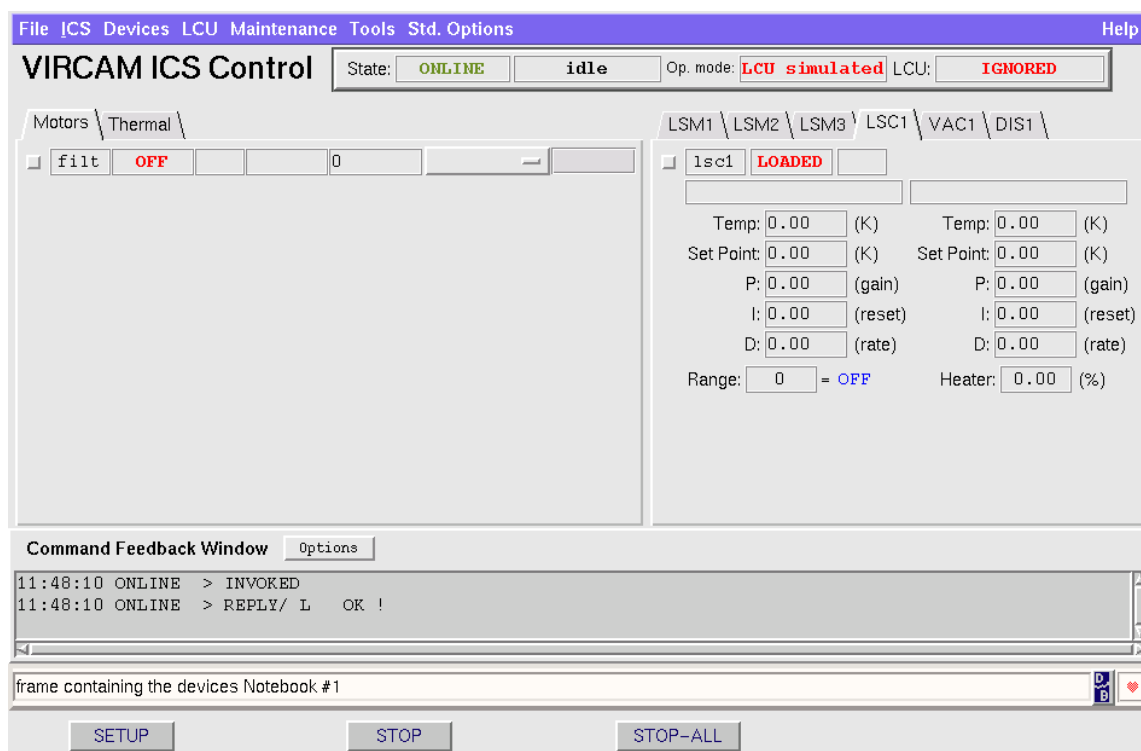 File ICS Devices LCU Maintenance Tools Std. Options Help
VIRCAM ICS Control State: ONLINE idle Op. mode: LCU simulated LCU: IGNORED
Motors Thermal LSM1 LSM2 LSM3 LSC1 VAC1 DIS1
filt OFF 0 lsc1 LOADED
Temp: 0.00 (K) Temp: 0.00 (K)
Set Point: 0.00 (K) Set Point: 0.00 (K)
P: 0.00 (gain) P: 0.00 (gain)
I: 0.00 (reset) I: 0.00 (reset)
D: 0.00 (rate) D: 0.00 (rate)
Range: 0 = OFF Heater: 0.00 (%)
Command Feedback Window Options
11:48:10 ONLINE > INVOKED
11:48:10 ONLINE > REPLY/ L OK !
frame containing the devices Notebook #1
SETUP STOP STOP-ALL